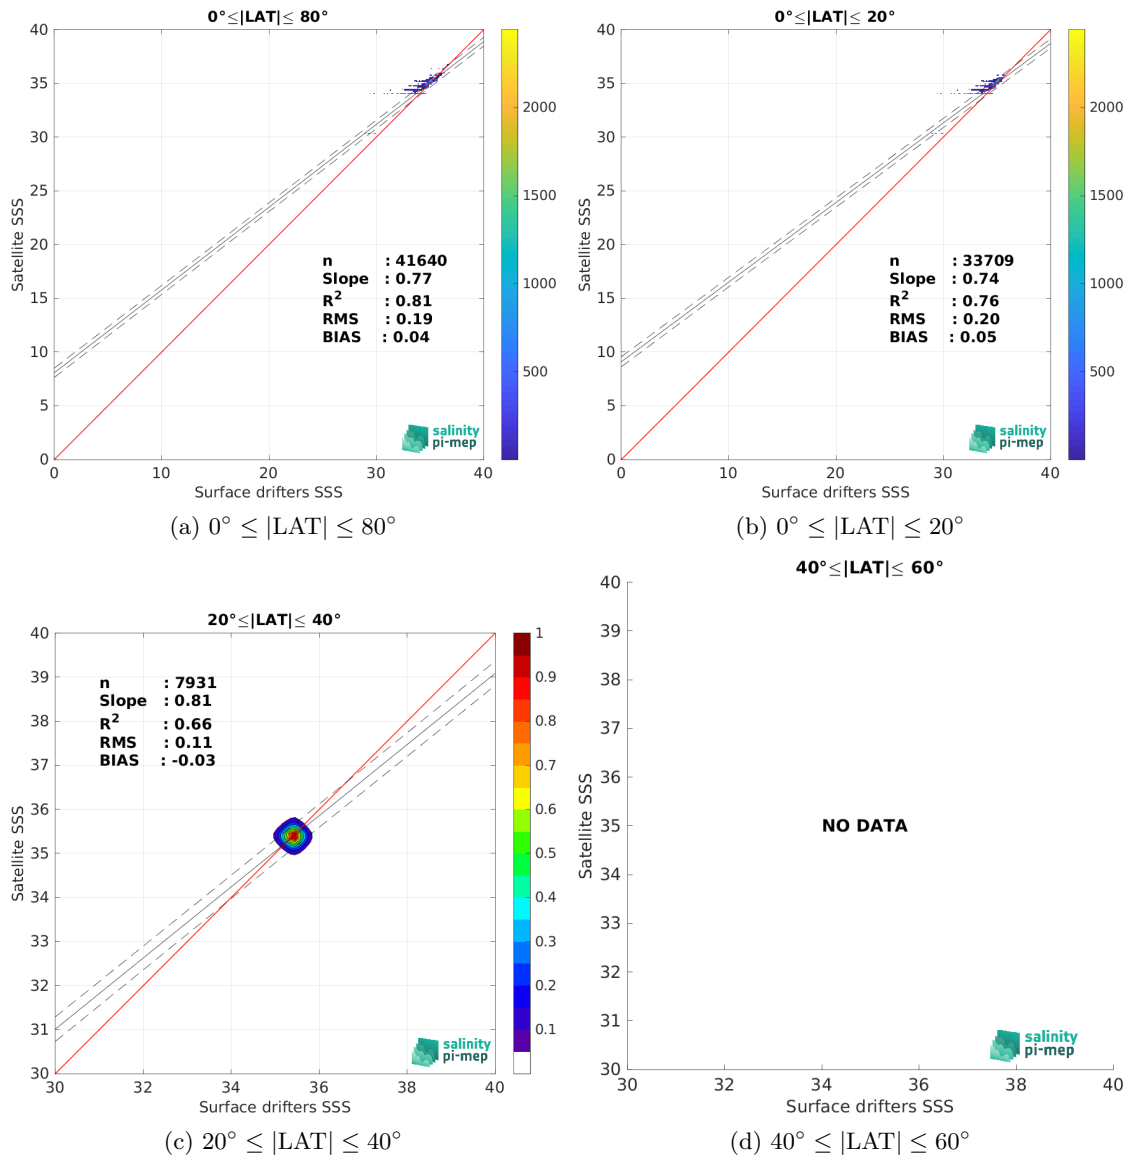 0°≤|LAT|≤ 80°
40
35
30
25
20
15
10
5
0
Satellite SSS
n : 41640
Slope : 0.77
R² : 0.81
RMS : 0.19
BIAS : 0.04
salinity
pi-mep
0 10 20 30 40
Surface drifters SSS
2000
1500
1000
500
(a) 0° ≤ |LAT| ≤ 80°
0°≤|LAT|≤ 20°
40
35
30
25
20
15
10
5
0
Satellite SSS
n : 33709
Slope : 0.74
R² : 0.76
RMS : 0.20
BIAS : 0.05
salinity
pi-mep
0 10 20 30 40
Surface drifters SSS
2000
1500
1000
500
(b) 0° ≤ |LAT| ≤ 20°
20°≤|LAT|≤ 40°
40
39
38
37
36
35
34
33
32
31
30
Satellite SSS
n : 7931
Slope : 0.81
R² : 0.66
RMS : 0.11
BIAS : -0.03
salinity
pi-mep
30 32 34 36 38 40
Surface drifters SSS
1
0.9
0.8
0.7
0.6
0.5
0.4
0.3
0.2
0.1
(c) 20° ≤ |LAT| ≤ 40°
40°≤|LAT|≤ 60°
40
39
38
37
36
35
34
33
32
31
30
Satellite SSS
NO DATA
salinity
pi-mep
30 32 34 36 38 40
Surface drifters SSS
(d) 40° ≤ |LAT| ≤ 60°